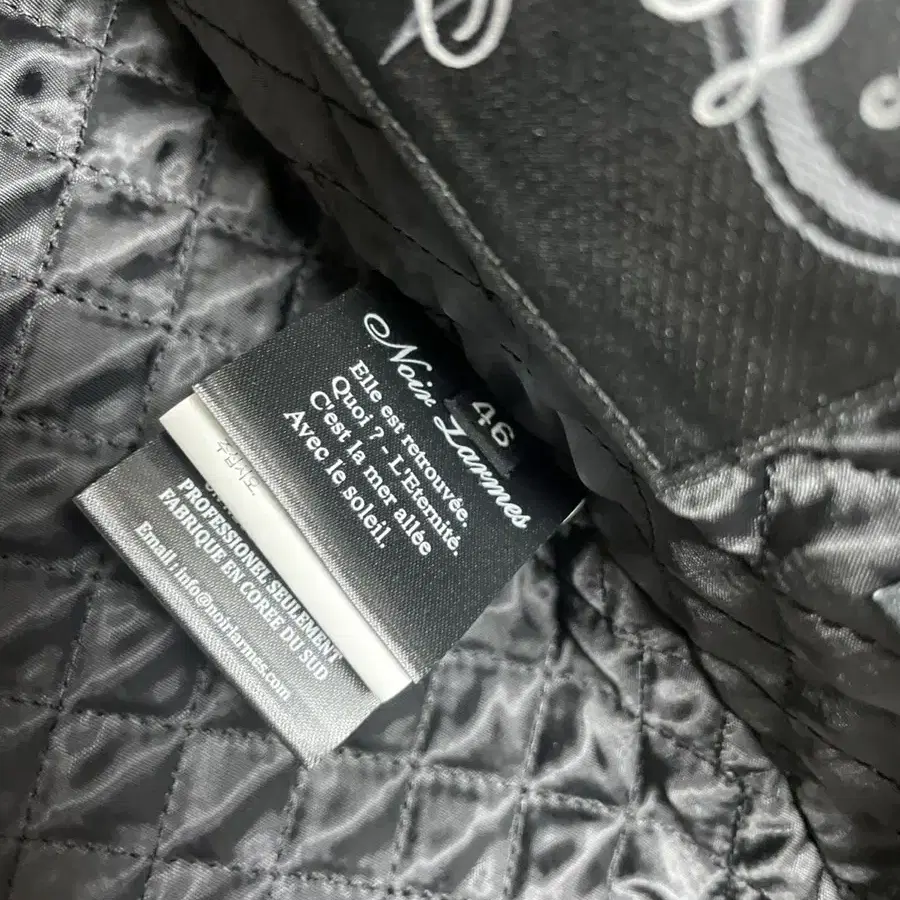 Noir Larmes
46
Elle est retrouvée.
Quoi ? - L'Eternité.
C'est la mer allée
Avec le soleil.
PROFESSIONEL SEULEMENT
FABRIQUE EN COREE DU SUD
Email : info@noirlarmes.com